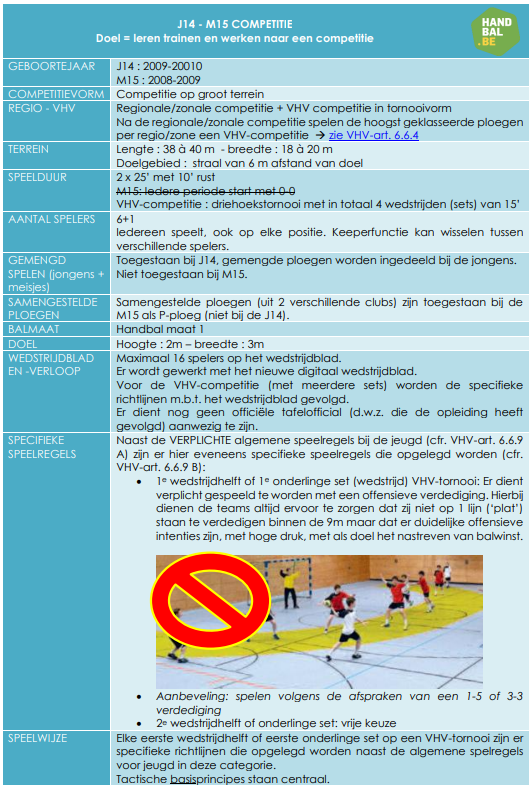 J14 - M15 COMPETITIE
Doel = leren trainen en werken naar een competitie
HAND
BAL
.BE
GEBOORTEJAAR
J14 : 2009-20010
M15 : 2008-2009
COMPETITIEVORM
Competitie op groot terrein
REGIO - VHV
Regionale/zonale competitie + VHV competitie in tornooivorm
Na de regionale/zonale competitie spelen de hoogst geklasseerde ploegen
per regio/zone een VHV-competitie → zie VHV-art. 6.6.4
TERREIN
Lengte : 38 à 40 m - breedte : 18 à 20 m
Doelgebied : straal van 6 m afstand van doel
SPEELDUUR
2 x 25' met 10' rust
M15: Iedere periode start met 0-0
VHV-competitie : driehoekstornooi met in totaal 4 wedstrijden (sets) van 15'
AANTAL SPELERS
6+1
Iedereen speelt, ook op elke positie. Keeperfunctie kan wisselen tussen
verschillende spelers.
GEMENGD
SPELEN (jongens +
meisjes)
Toegestaan bij J14, gemengde ploegen worden ingedeeld bij de jongens.
Niet toegestaan bij M15.
SAMENGESTELDE
PLOEGEN
Samengestelde ploegen (uit 2 verschillende clubs) zijn toegestaan bij de
M15 als P-ploeg (niet bij de J14).
BALMAAT
Handbal maat 1
DOEL
Hoogte : 2m – breedte : 3m
WEDSTRIJDBLAD
EN -VERLOOP
Maximaal 16 spelers op het wedstrijdblad.
Er wordt gewerkt met het nieuwe digitaal wedstrijdblad.
Voor de VHV-competitie (met meerdere sets) worden de specifieke
richtlijnen m.b.t. het wedstrijdblad gevolgd.
Er dient nog geen officiële tafelofficial (d.w.z. die de opleiding heeft
gevolgd) aanwezig te zijn.
SPECIFIEKE
SPEELREGELS
Naast de VERPLICHTE algemene speelregels bij de jeugd (cfr. VHV-art. 6.6.9
A) zijn er hier eveneens specifieke speelregels die opgelegd worden (cfr.
VHV-art. 6.6.9 B):
• 1e wedstrijdhelft of 1e onderlinge set (wedstrijd) VHV-tornooi: Er dient
verplicht gespeeld te worden met een offensieve verdediging. Hierbij
dienen de teams altijd ervoor te zorgen dat zij niet op 1 lijn ('plat')
staan te verdedigen binnen de 9m maar dat er duidelijke offensieve
intenties zijn, met hoge druk, met als doel het nastreven van balwinst.
• Aanbeveling: spelen volgens de afspraken van een 1-5 of 3-3
verdediging
• 2e wedstrijdhelft of onderlinge set: vrije keuze
SPEELWIJZE
Elke eerste wedstrijdhelft of eerste onderlinge set op een VHV-tornooi zijn er
specifieke richtlijnen die opgelegd worden naast de algemene spelregels
voor jeugd in deze categorie.
Tactische basisprincipes staan centraal.